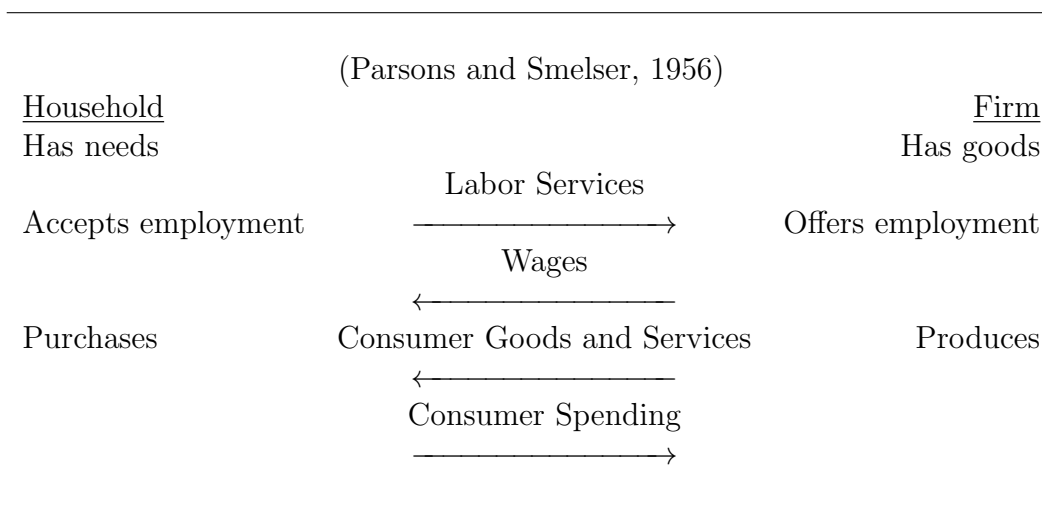 (Parsons and Smelser, 1956)
Household Firm
Has needs Has goods
Labor Services
Accepts employment Offers employment
Wages
Purchases Consumer Goods and Services Produces
Consumer Spending